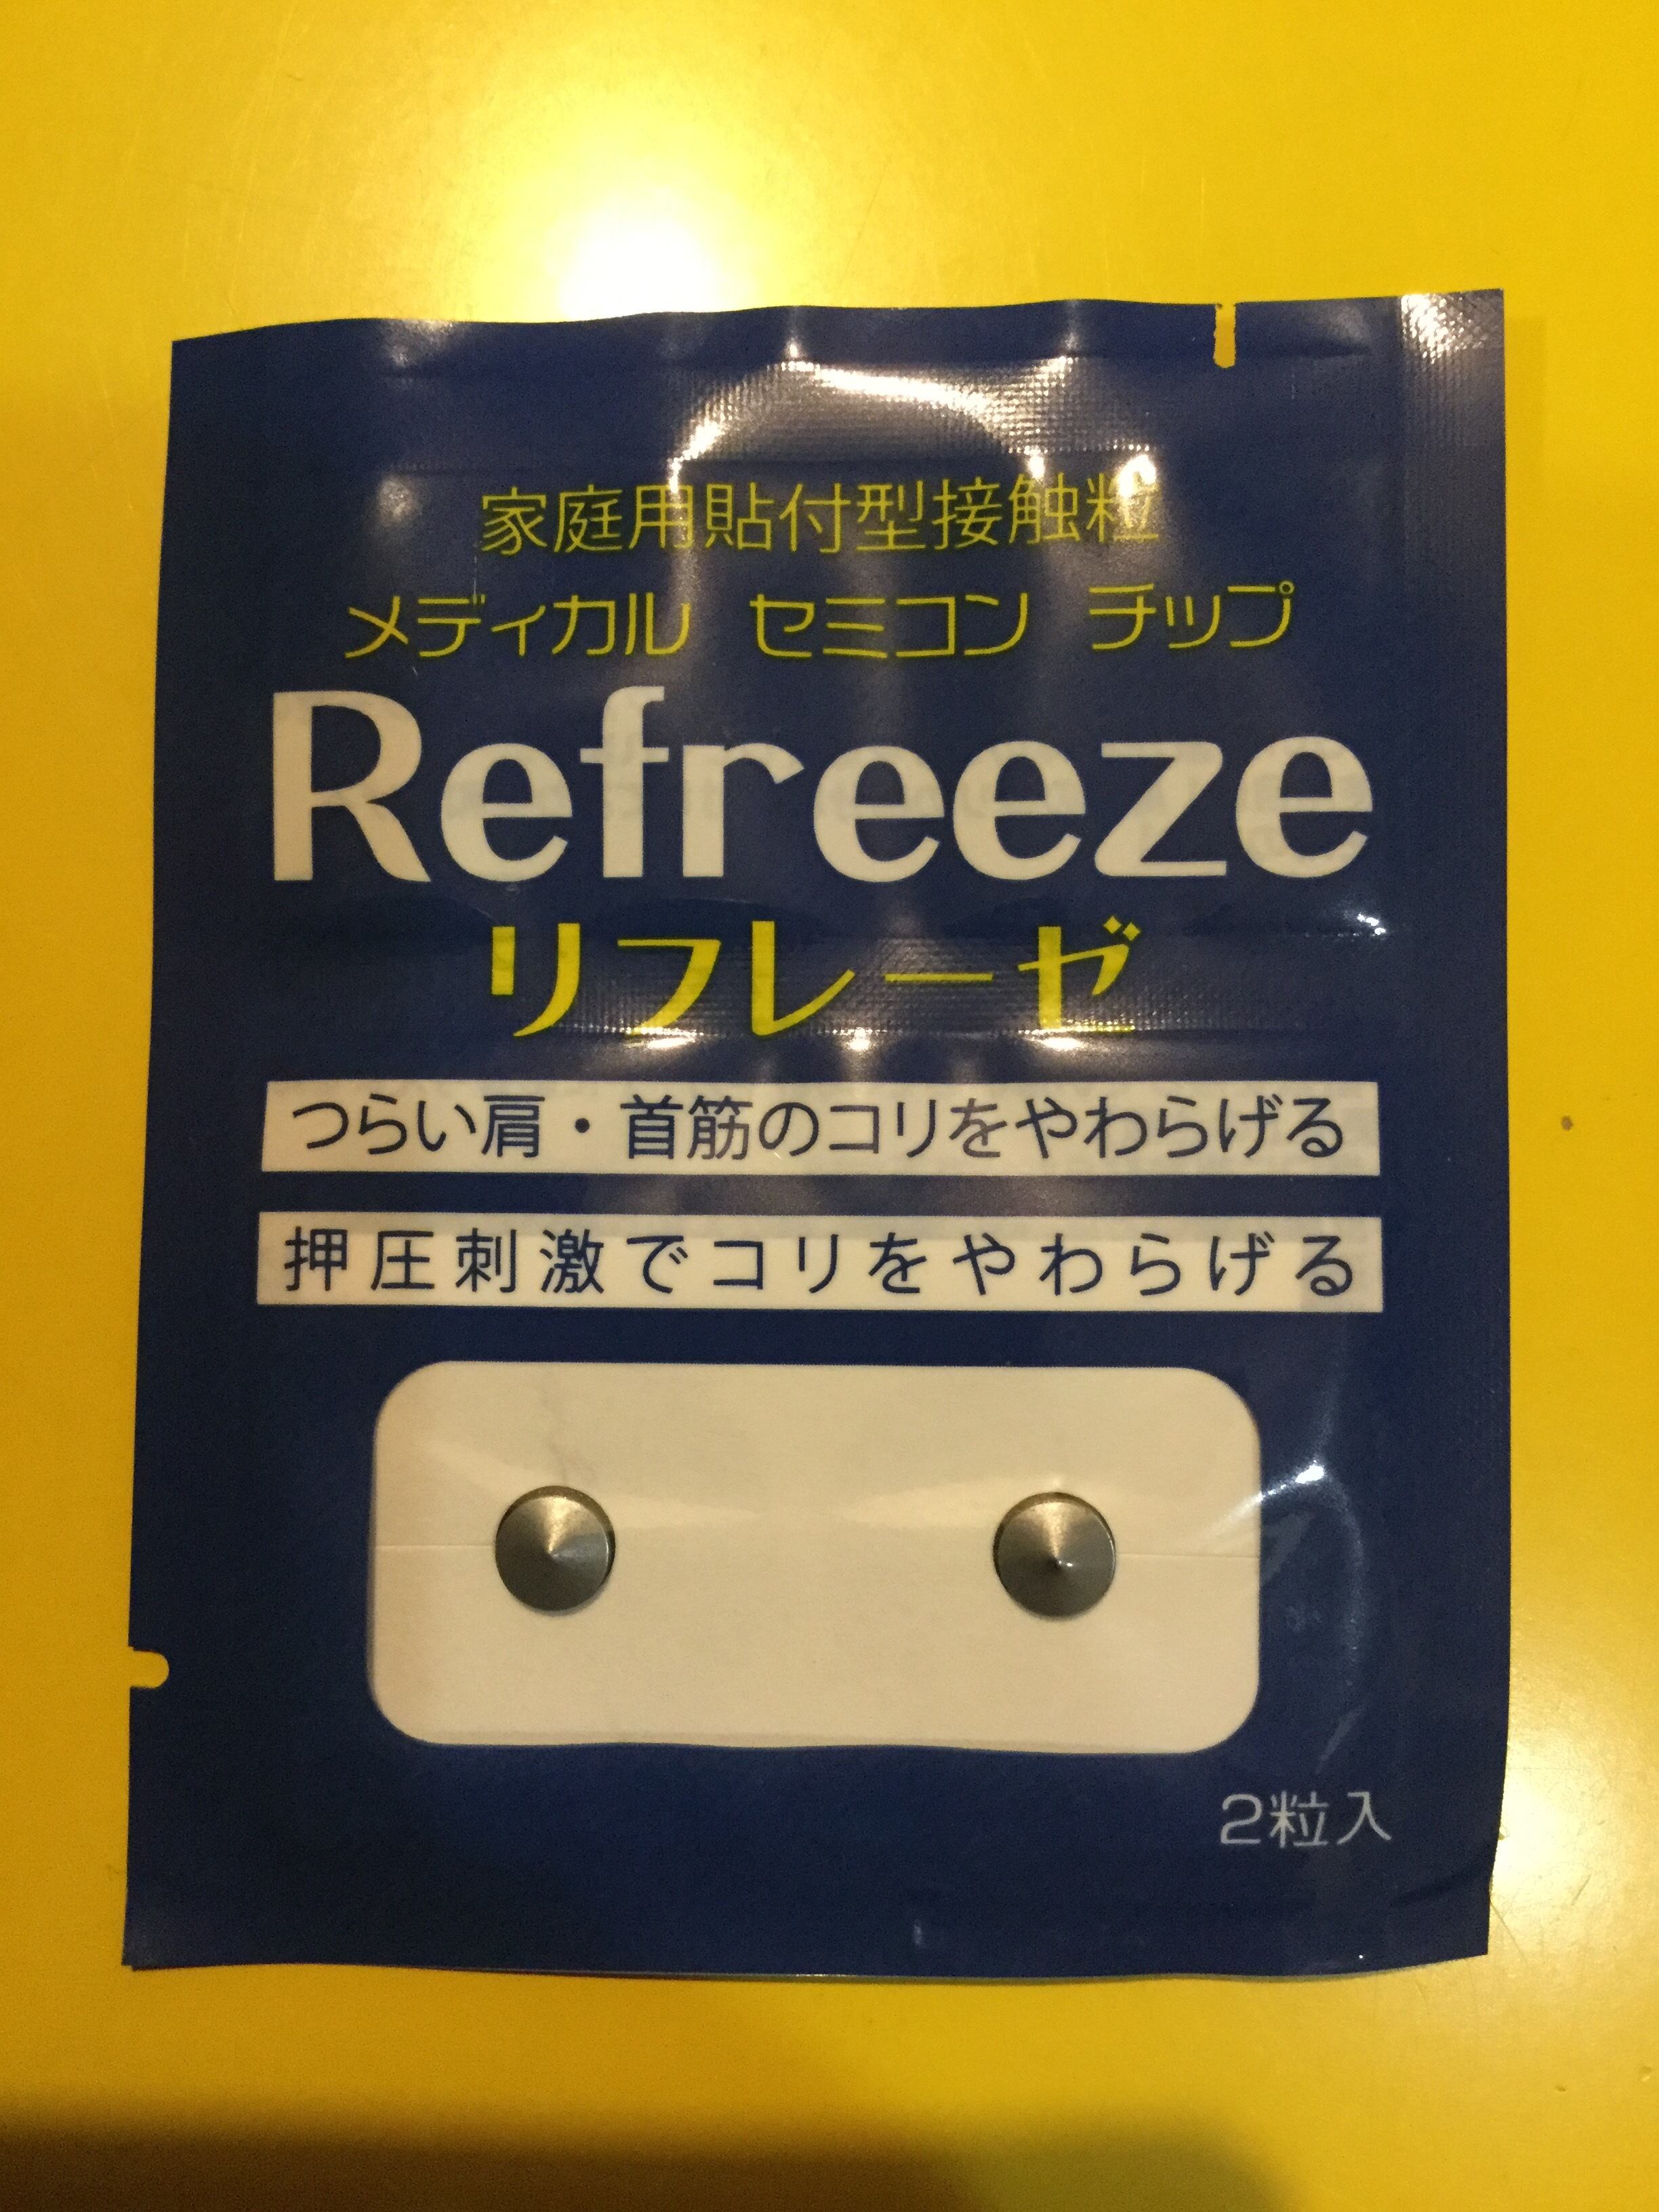 家庭用貼付型接触粒
メディカル セミコン チップ
Refreeze
リフレーゼ
つらい肩・首筋のコリをやわらげる
押圧刺激でコリをやわらげる
2粒入